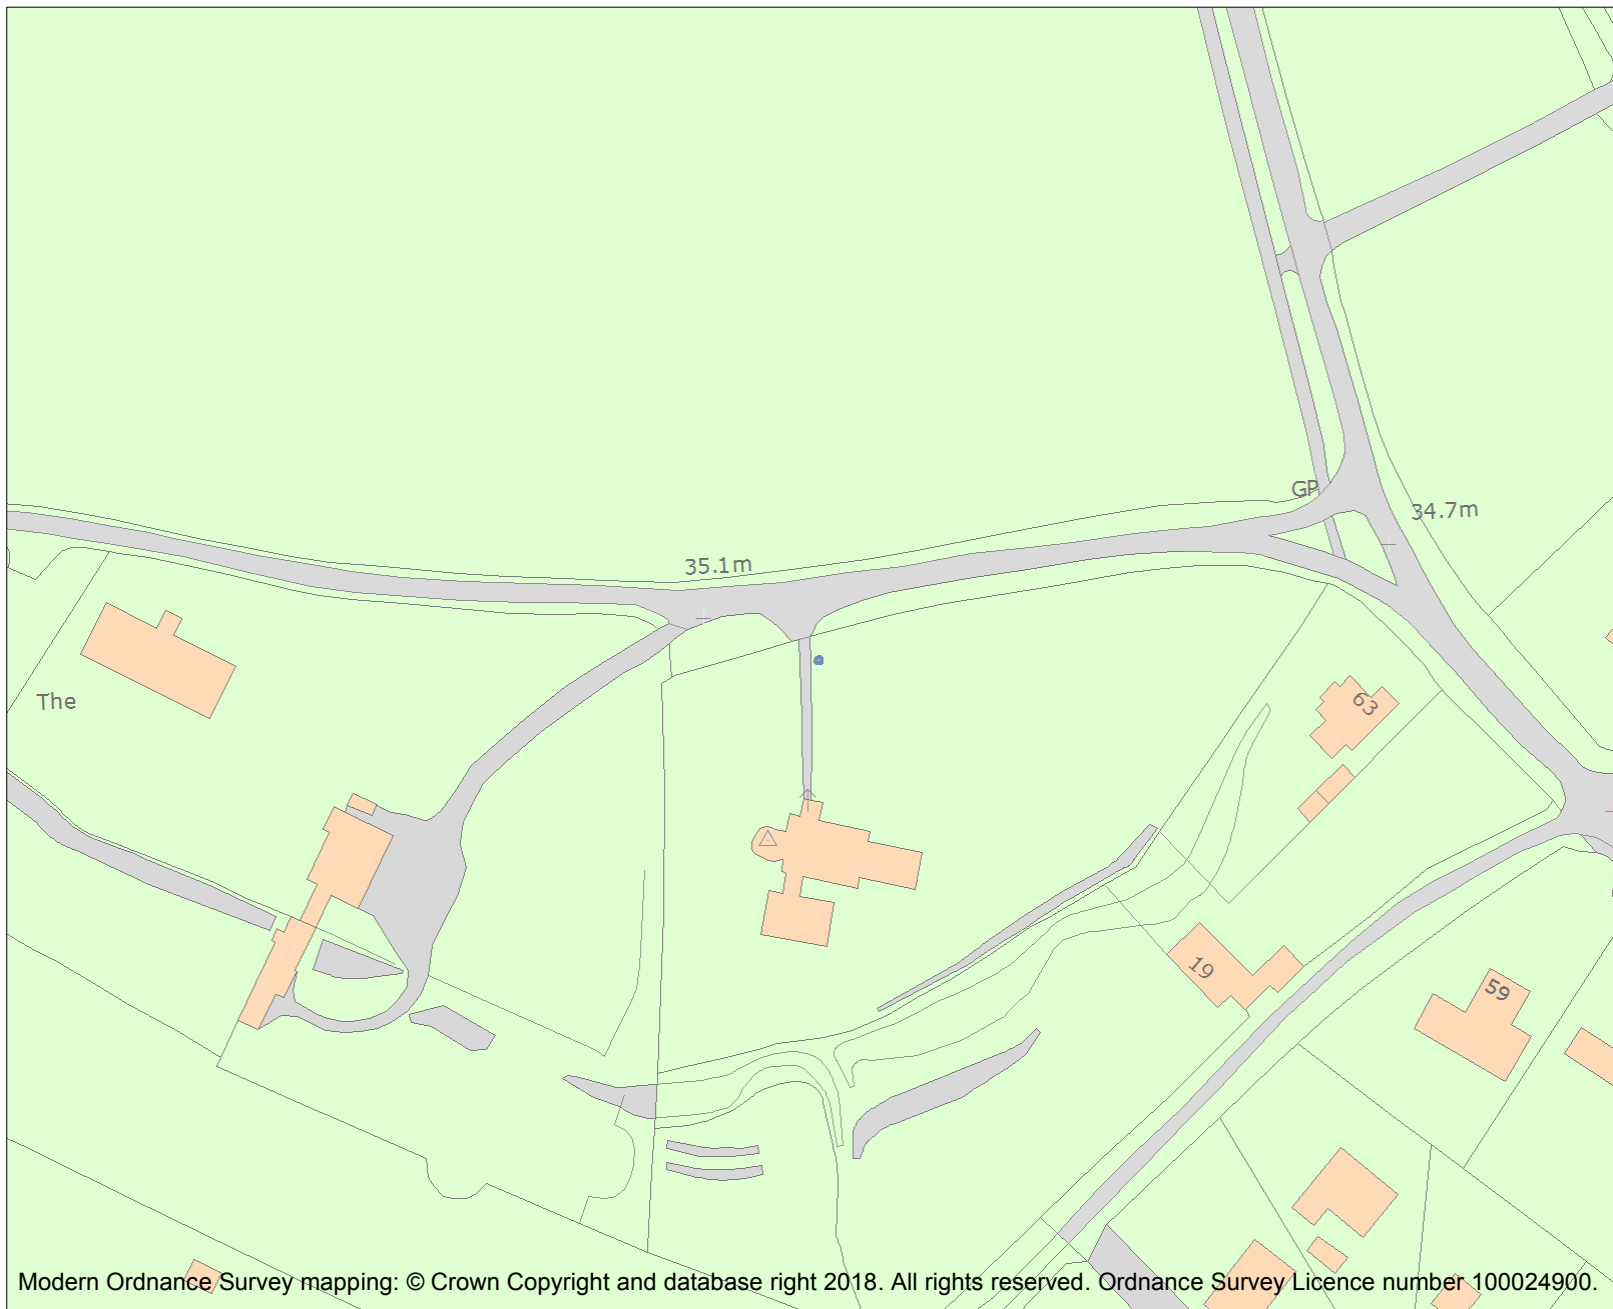 GP
34.7m
35.1m
The
63
19
59
Modern Ordnance Survey mapping: © Crown Copyright and database right 2018. All rights reserved. Ordnance Survey Licence number 100024900.